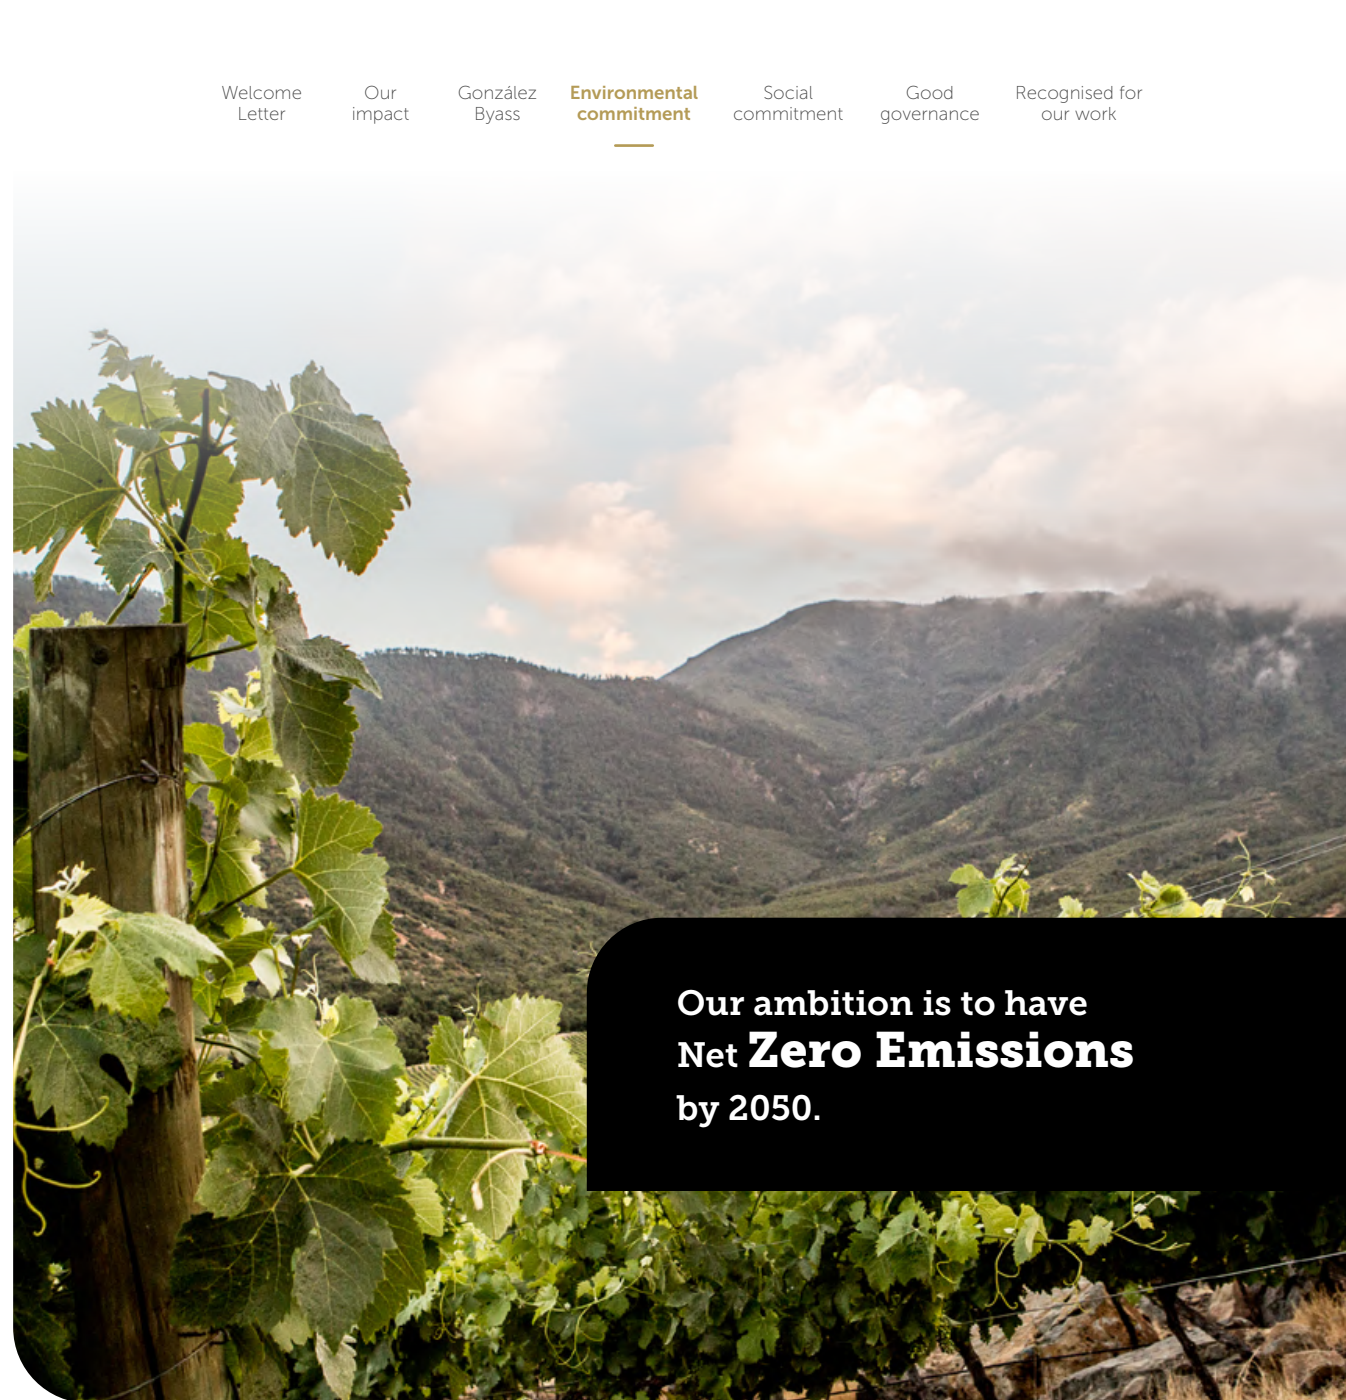 Welcome
Letter
Our
impact
González
Byass
Environmental
commitment
Social
commitment
Good
governance
Recognised for
our work
Our ambition is to have
Net Zero Emissions
by 2050.